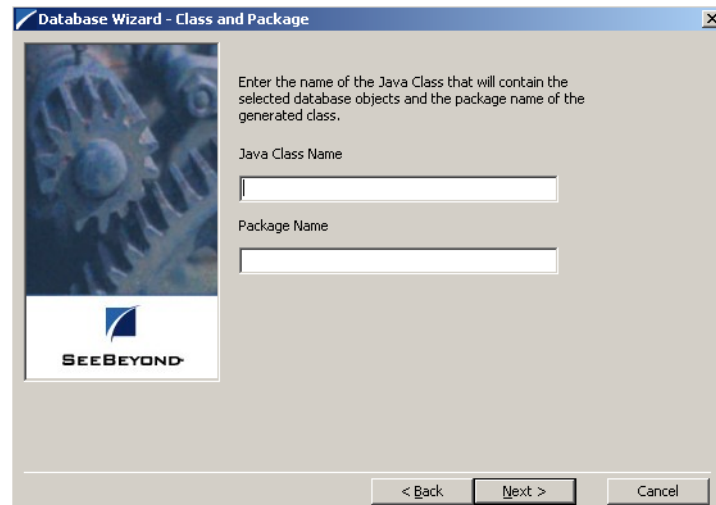 Database Wizard - Class and Package
Enter the name of the Java Class that will contain the
selected database objects and the package name of the
generated class.
Java Class Name
Package Name
SEEBEYOND
< Back
Next >
Cancel